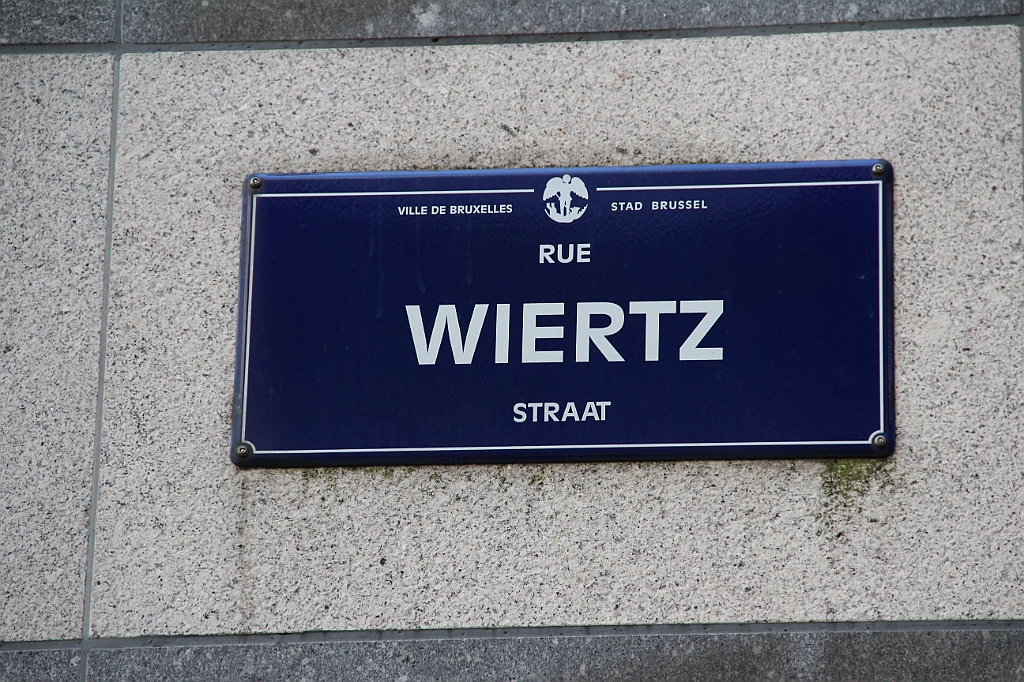 VILLE DE BRUXELLES STAD BRUSSEL
RUE
WIERTZ
STRAAT